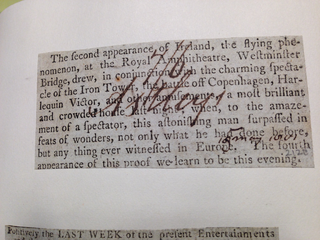 The second appearance of Ireland, the flying phe-
nomenon, at the Royal Amphitheatre, Westminster
Bridge, drew, in conjunction with the charming specta-
cle of the Iron Tower, the battle off Copenhagen, Har-
lequin Victor, and other amusements, a most brilliant
and crowded house last night, when, to the amaze-
ment of a spectator, this astonishing man surpassed in
feats of wonders, not only what he had done before,
but any thing ever witnessed in Europe. The fourth
appearance of this proof we learn to be this evening.
Positively the LAST WEEK of the present Entertainments